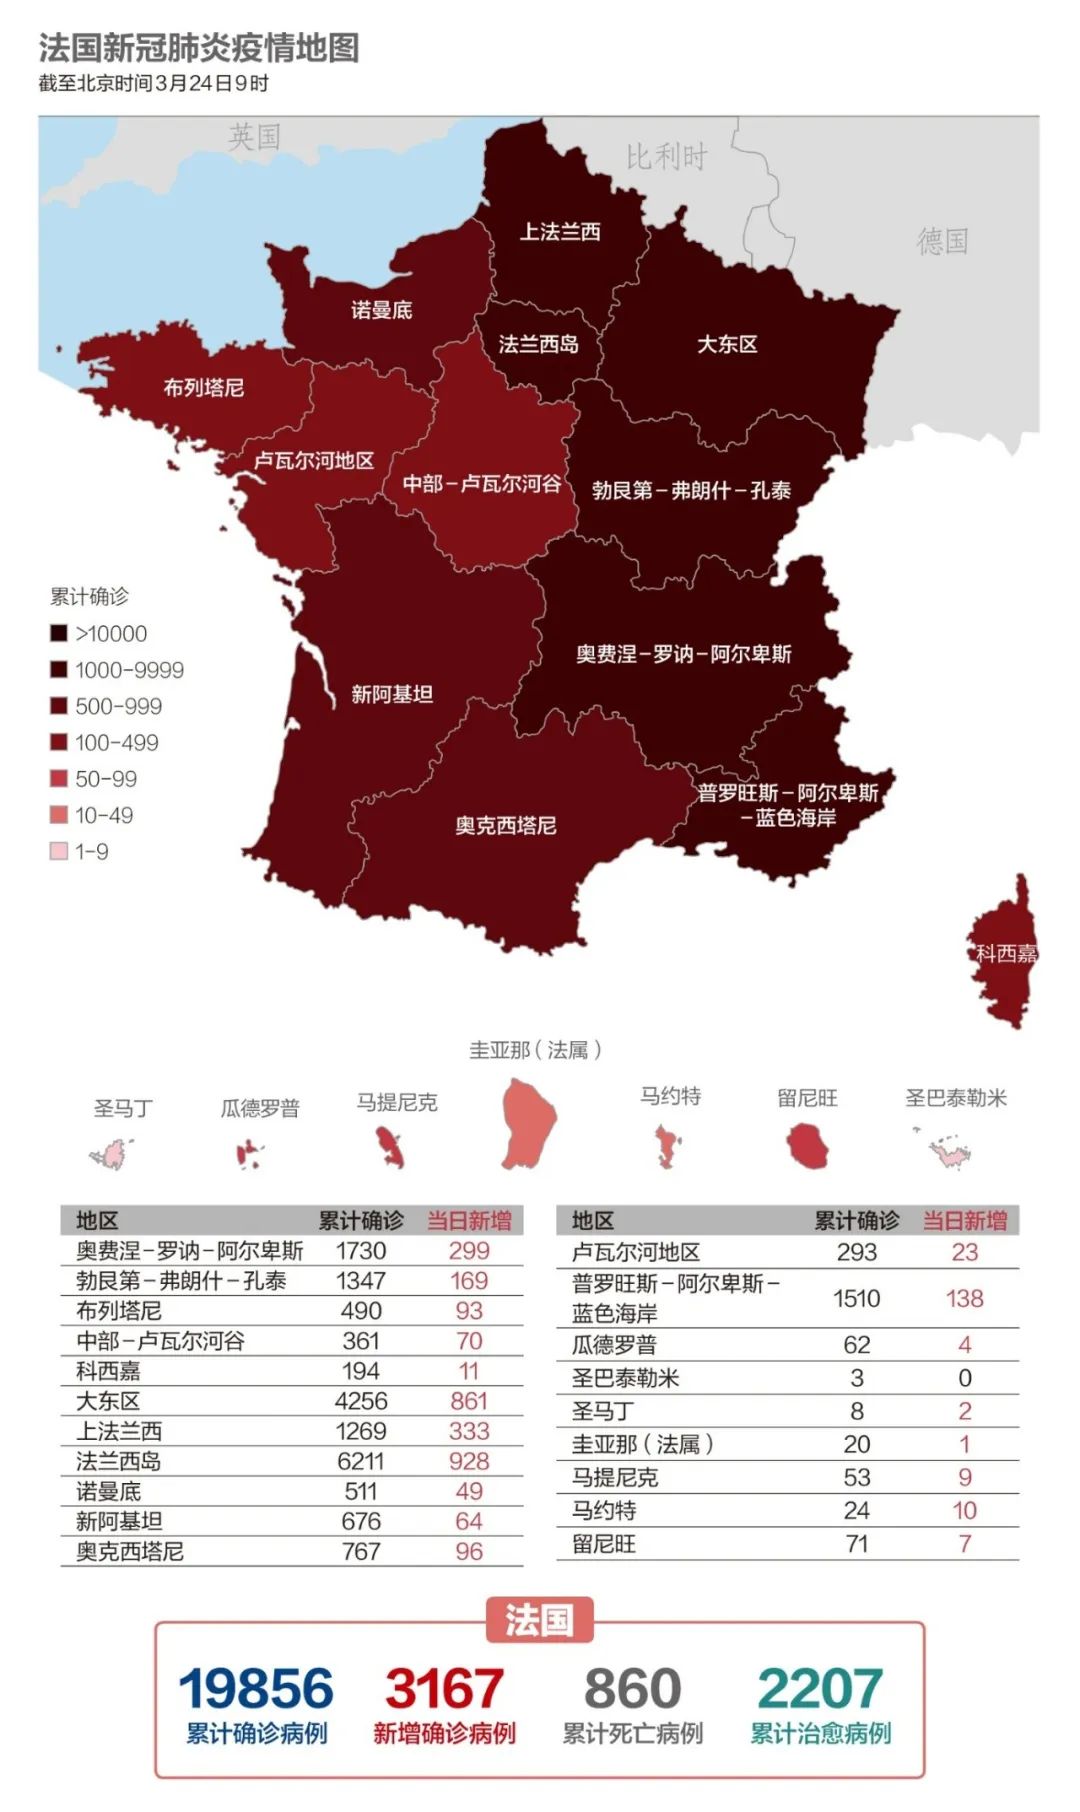 法国新冠肺炎疫情地图
截至北京时间3月24日9时
英国
比利时
德国
上法兰西
诺曼底
法兰西岛
大东区
布列塔尼
卢瓦尔河地区
中部-卢瓦尔河谷
勃艮第-弗朗什-孔泰
奥费涅-罗讷-阿尔卑斯
新阿基坦
普罗旺斯-阿尔卑斯
-蓝色海岸
奥克西塔尼
科西嘉
累计确诊
>10000
1000-9999
500-999
100-499
50-99
10-49
1-9
圭亚那(法属)
圣马丁
瓜德罗普
马提尼克
马约特
留尼旺
圣巴泰勒米
地区 累计确诊 当日新增
奥费涅-罗讷-阿尔卑斯 1730 299
勃艮第-弗朗什-孔泰 1347 169
布列塔尼 490 93
中部-卢瓦尔河谷 361 70
科西嘉 194 11
大东区 4256 861
上法兰西 1269 333
法兰西岛 6211 928
诺曼底 511 49
新阿基坦 676 64
奥克西塔尼 767 96
地区 累计确诊 当日新增
卢瓦尔河地区 293 23
普罗旺斯-阿尔卑斯-
蓝色海岸 1510 138
瓜德罗普 62 4
圣巴泰勒米 3 0
圣马丁 8 2
圭亚那(法属) 20 1
马提尼克 53 9
马约特 24 10
留尼旺 71 7
法国
19856 3167 860 2207
累计确诊病例 新增确诊病例 累计死亡病例 累计治愈病例